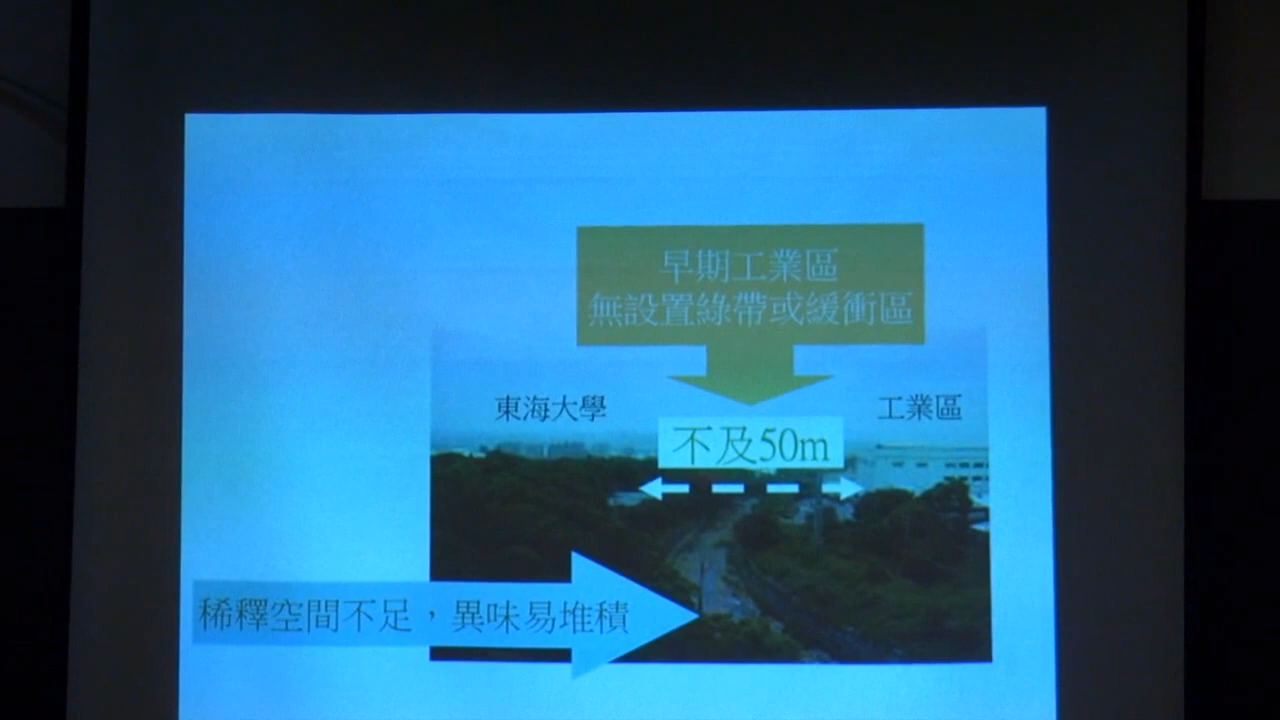 早期工業區
無設置綠帶或緩衝區
東海大學
工業區
不及50m
稀釋空間不足，異味易堆積